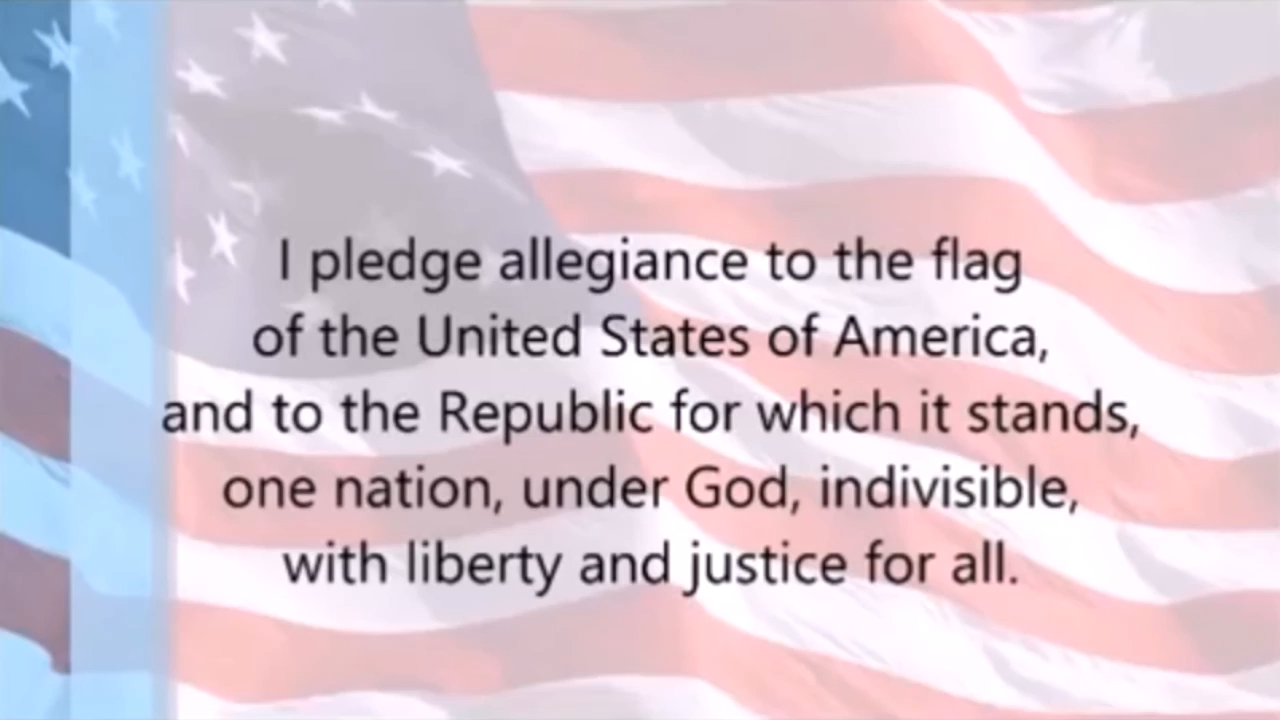 I pledge allegiance to the flag
of the United States of America,
and to the Republic for which it stands,
one nation, under God, indivisible,
with liberty and justice for all.